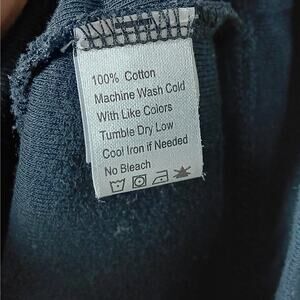 100% Cotton
Machine Wash Cold
With Like Colors
Tumble Dry Low
Cool Iron if Needed
No Bleach